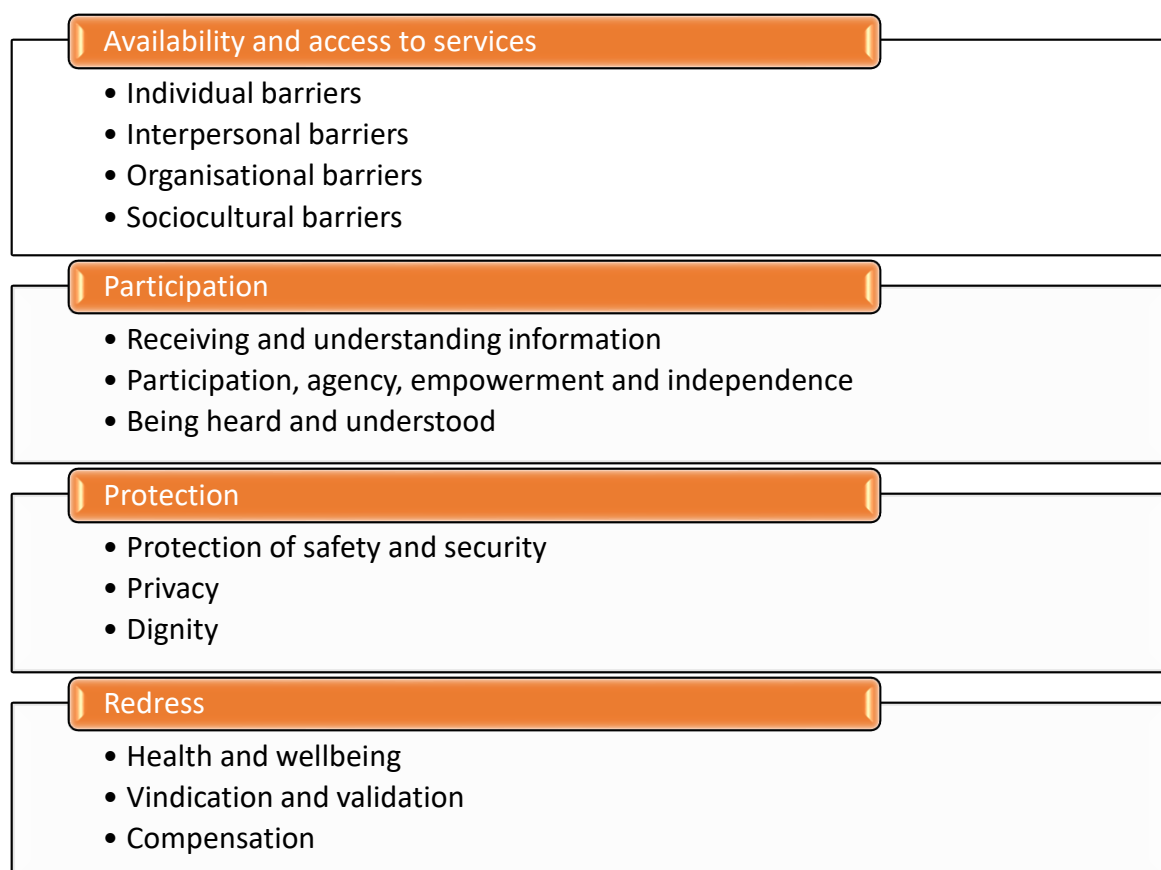 Availability and access to services
• Individual barriers
• Interpersonal barriers
• Organisational barriers
• Sociocultural barriers
Participation
• Receiving and understanding information
• Participation, agency, empowerment and independence
• Being heard and understood
Protection
• Protection of safety and security
• Privacy
• Dignity
Redress
• Health and wellbeing
• Vindication and validation
• Compensation